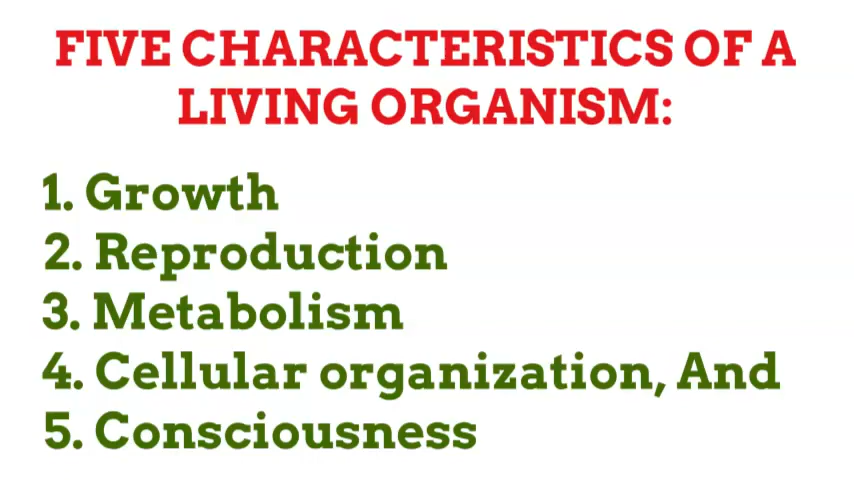 FIVE CHARACTERISTICS OF A
LIVING ORGANISM:
1. Growth
2. Reproduction
3. Metabolism
4. Cellular organization, And
5. Consciousness